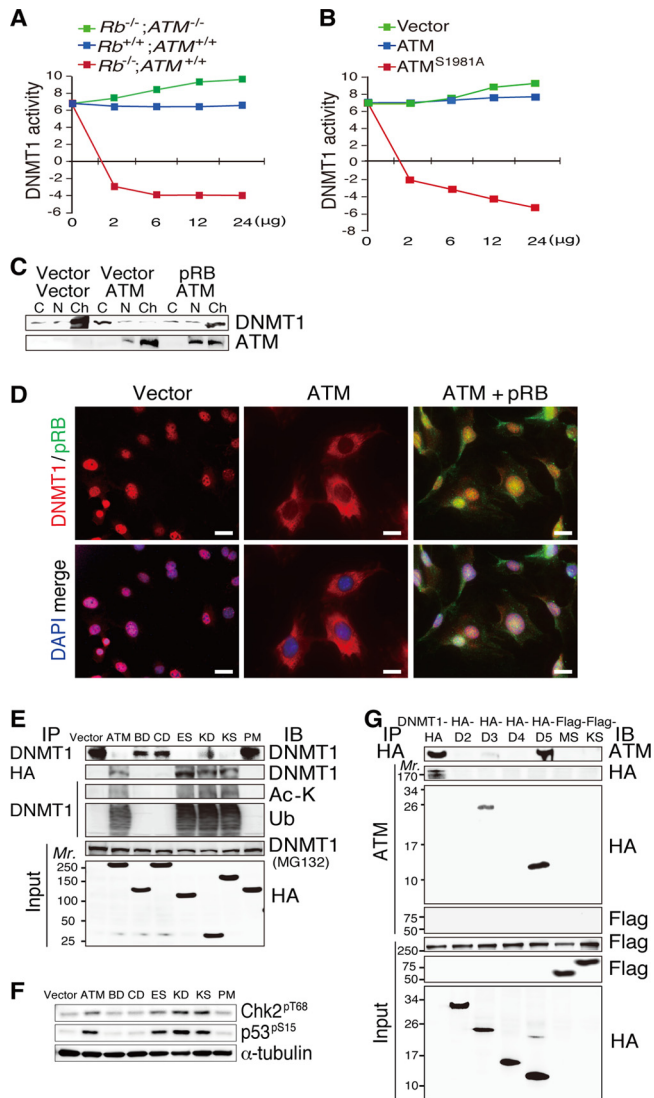 A
Rb-/-;ATM-/-
Rb+/+;ATM+/+
Rb-/-;ATM+/+
DNMT1 activity
10
8
6
4
2
0
-2
-4
-6
0 2 6 12 24(μg)
B
Vector
ATM
ATMS1981A
DNMT1 activity
10
8
6
4
2
0
-2
-4
-6
-8
0 2 6 12 24(μg)
C
Vector Vector pRB
Vector ATM ATM
C N Ch C N Ch C N Ch
DNMT1
ATM
D
Vector ATM ATM + pRB
DNMT1/pRB
DAPI merge
E
IP Vector ATM BD CD ES KD KS PM IB
DNMT1 DNMT1
HA DNMT1
Ac-K
DNMT1 Ub
DNMT1
(MG132)
Input
Mr.
250
150
100
50
25
HA
F
Vector ATM BD CD ES KD KS PM
Chk2pT68
p53pS15
α-tubulin
G
DNMT1- HA- HA- HA- HA- Flag- Flag-
IP HA D2 D3 D4 D5 MS KS IB
HA ATM
Mr.
170
HA
ATM
34
26
17
10
HA
75
50
Flag
250
Flag
75
50
Flag
Input
34
26
17
11
HA